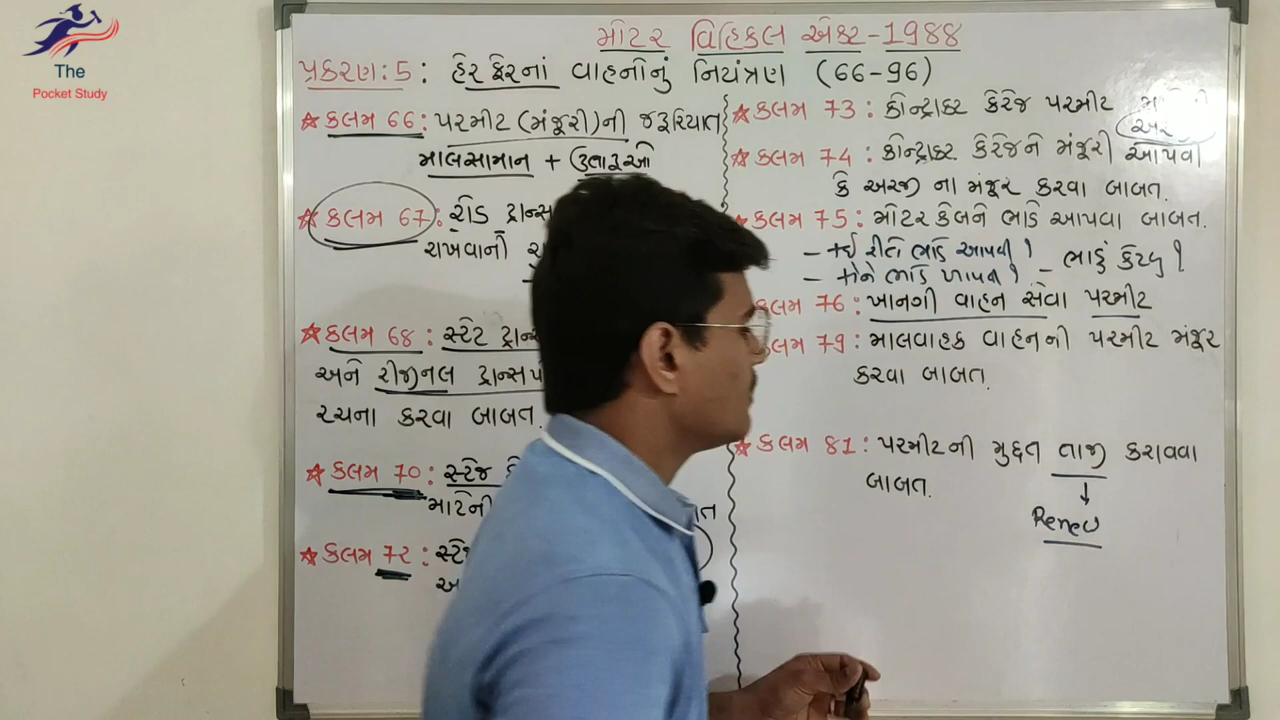 The
Pocket Study
મોટર વિહિકલ એક્ટ-1988
પ્રકરણ:5 : હેરફેરનાં વાહનોનું નિયંત્રણ (66-96)
કલમ 66: પરમીટ (મંજૂરી)ની જરૂરિયાત
માલસામાન + ઉતારૂઓ
કલમ 67: રોડ
રાખવાની
કલમ 68: સ્ટેટ
અને રીજીનલ
રચના કરવા બાબત.
કલમ 70: સ્ટેજ
માટેની
કલમ 72:
કલમ 73: કોન્ટ્રાક્ટ કેરેજ પરમીટ
કલમ 74: કોન્ટ્રાક્ટ કેરેજને મંજૂરી આપવા
કે અરજી ના મંજૂર કરવા બાબત.
કલમ 75: મોટર કેબને ભાડે આપવા બાબત.
- કઈ રીતે ભાડે આપવી?
- કોને ભાડે આપવી? - ભાડું કેટલુ?
કલમ 76: ખાનગી વાહન સેવા પરમીટ
કલમ 79: માલવાહક વાહનની પરમીટ મંજૂર
કરવા બાબત.
કલમ 81: પરમીટની મુદ્દત તાજી કરાવવા
બાબત.
Renew